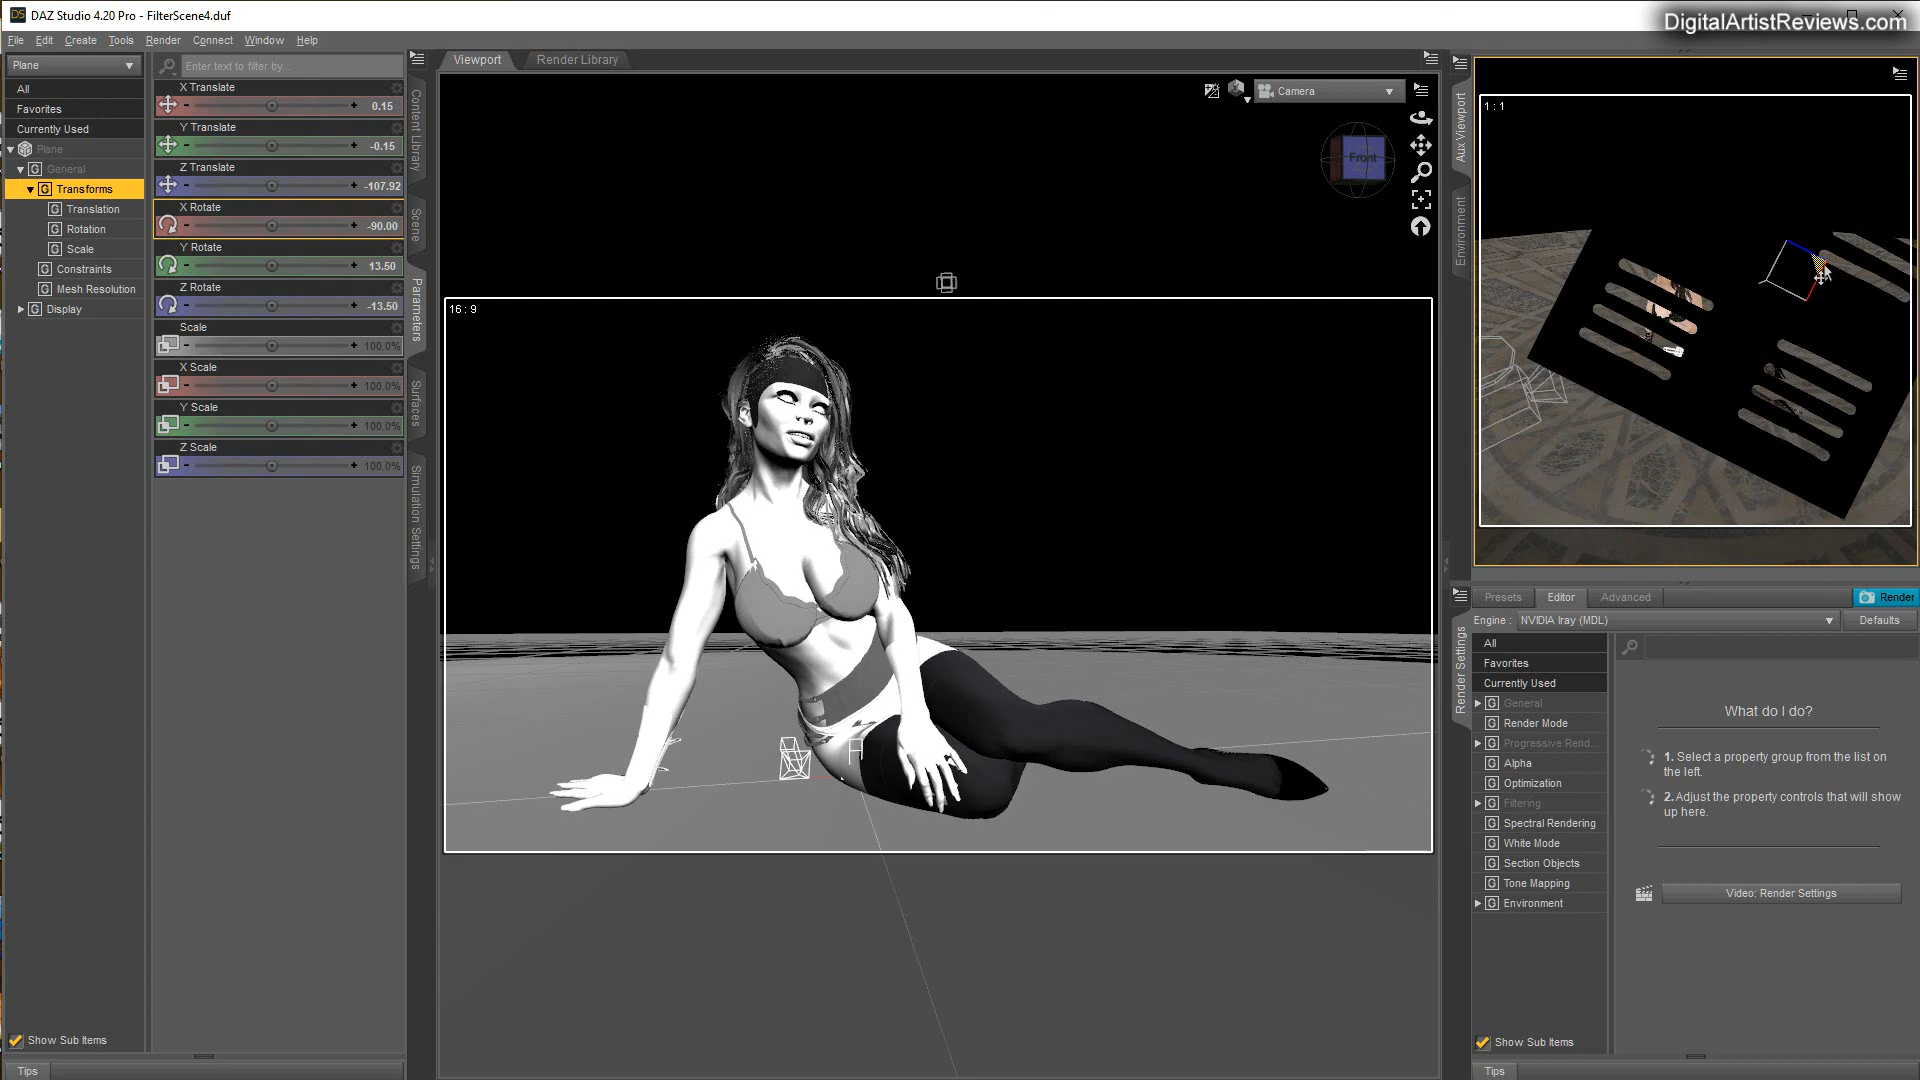 DS DAZ Studio 4.20 Pro - FilterScene4.duf
DigitalArtistReviews.com
File Edit Create Tools Render Connect Window Help
Plane
Enter text to filter by...
All
Favorites
Currently Used
Plane
General
Transforms
Translation
Rotation
Scale
Constraints
Mesh Resolution
Display
X Translate
0.15
Y Translate
-0.15
Z Translate
-107.92
X Rotate
-90.00
Y Rotate
13.50
Z Rotate
-13.50
Scale
100.0%
X Scale
100.0%
Y Scale
100.0%
Z Scale
100.0%
Show Sub Items
Tips
Content Library
Scene
Parameters
Surfaces
Simulation Settings
Viewport
Render Library
Camera
Front
16 : 9
Aux Viewport
Environment
1 : 1
Render Settings
Presets
Editor
Advanced
Render
Engine :
NVIDIA Iray (MDL)
Defaults
All
Favorites
Currently Used
General
Render Mode
Progressive Rend...
Alpha
Optimization
Filtering
Spectral Rendering
White Mode
Section Objects
Tone Mapping
Environment
What do I do?
1. Select a property group from the list on
the left.
2. Adjust the property controls that will show
up here.
Video: Render Settings
Show Sub Items
Tips